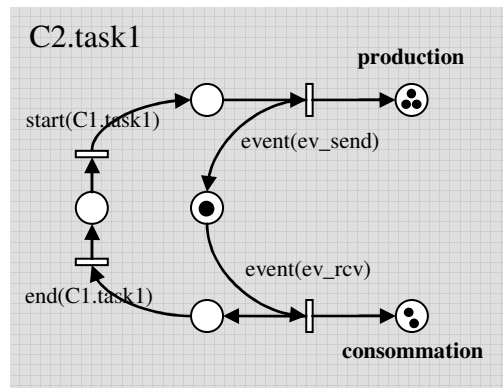 C2.task1
production
start(C1.task1)
event(ev_send)
event(ev_rcv)
end(C1.task1)
consommation